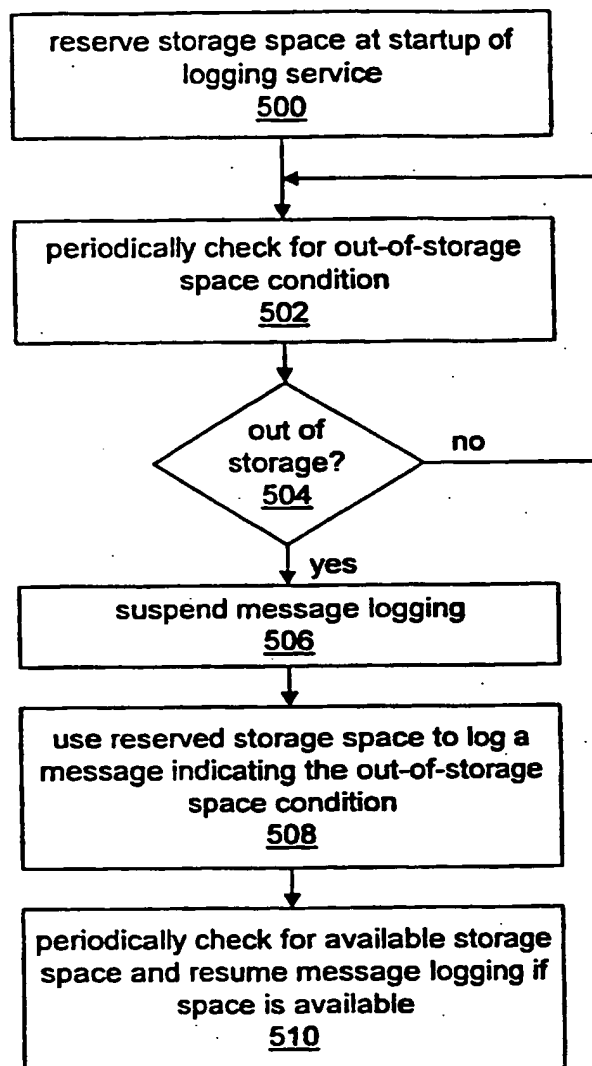 reserve storage space at startup of
logging service
500
periodically check for out-of-storage
space condition
502
out of
storage?
504
no
yes
suspend message logging
506
use reserved storage space to log a
message indicating the out-of-storage
space condition
508
periodically check for available storage
space and resume message logging if
space is available
510